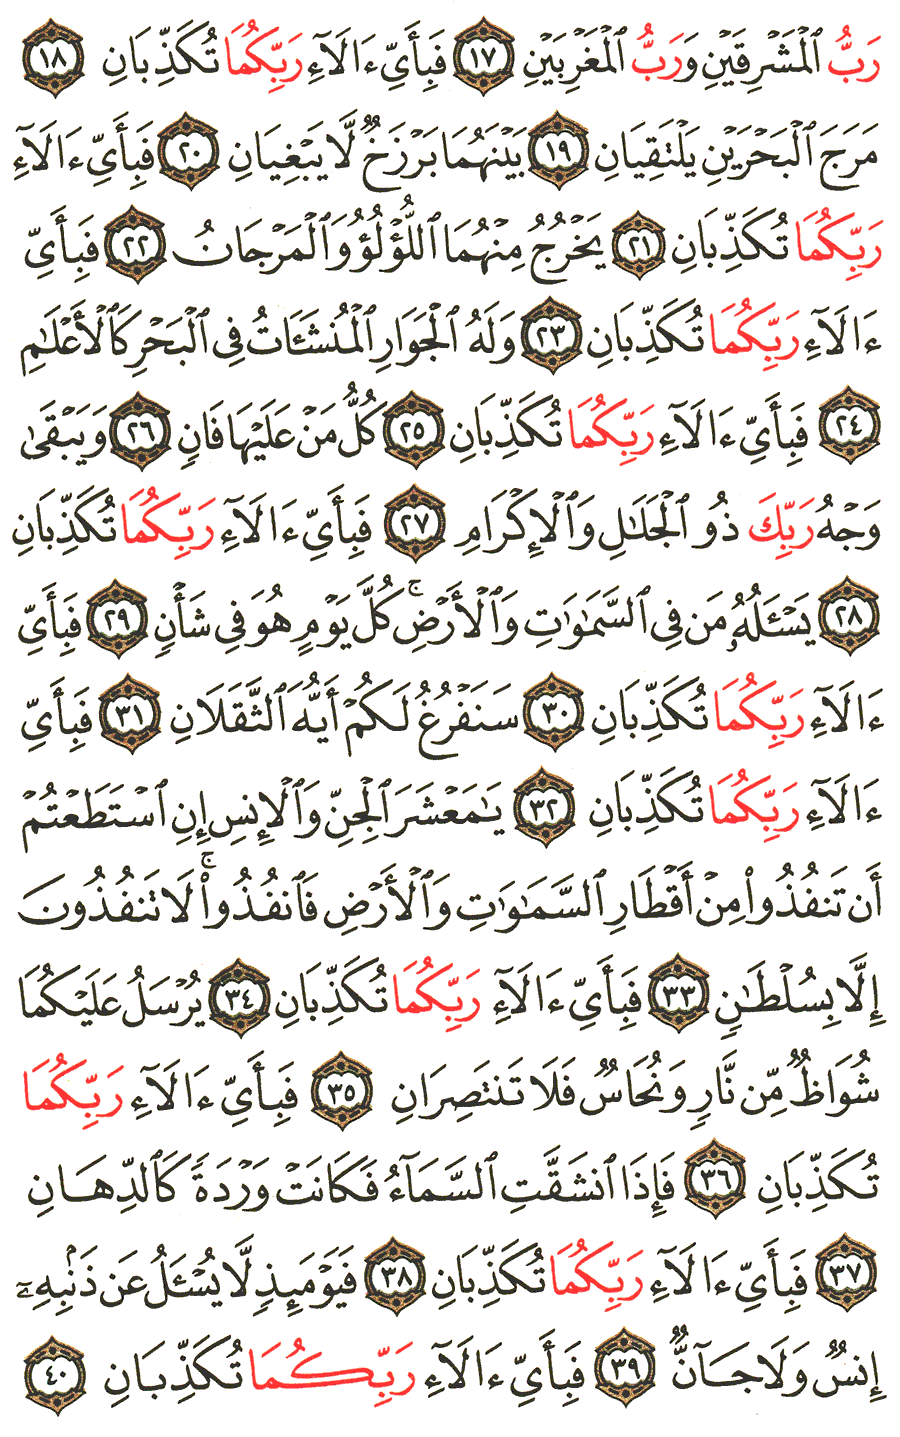 رَبُّ ٱلْمَشْرِقَيْنِ وَرَبُّ ٱلْمَغْرِبَيْنِ ١٧ فَبِأَىِّ ءَالَآءِ رَبِّكُمَا تُكَذِّبَانِ ١٨
مَرَجَ ٱلْبَحْرَيْنِ يَلْتَقِيَانِ ١٩ بَيْنَهُمَا بَرْزَخٌ لَّا يَبْغِيَانِ ٢٠ فَبِأَىِّ ءَالَآءِ
رَبِّكُمَا تُكَذِّبَانِ ٢١ يَخْرُجُ مِنْهُمَا ٱللُّؤْلُؤُ وَٱلْمَرْجَانُ ٢٢ فَبِأَىِّ
ءَالَآءِ رَبِّكُمَا تُكَذِّبَانِ ٢٣ وَلَهُ ٱلْجَوَارِ ٱلْمُنشَـَٔاتُ فِى ٱلْبَحْرِ كَٱلْأَعْلَـٰمِ
٢٤ فَبِأَىِّ ءَالَآءِ رَبِّكُمَا تُكَذِّبَانِ ٢٥ كُلُّ مَنْ عَلَيْهَا فَانٍ ٢٦ وَيَبْقَىٰ
وَجْهُ رَبِّكَ ذُو ٱلْجَلَـٰلِ وَٱلْإِكْرَامِ ٢٧ فَبِأَىِّ ءَالَآءِ رَبِّكُمَا تُكَذِّبَانِ
٢٨ يَسْـَٔلُهُۥ مَن فِى ٱلسَّمَـٰوَٰتِ وَٱلْأَرْضِ ۚ كُلَّ يَوْمٍ هُوَ فِى شَأْنٍ ٢٩ فَبِأَىِّ
ءَالَآءِ رَبِّكُمَا تُكَذِّبَانِ ٣٠ سَنَفْرُغُ لَكُمْ أَيُّهَ ٱلثَّقَلَانِ ٣١ فَبِأَىِّ
ءَالَآءِ رَبِّكُمَا تُكَذِّبَانِ ٣٢ يَـٰمَعْشَرَ ٱلْجِنِّ وَٱلْإِنسِ إِنِ ٱسْتَطَعْتُمْ
أَن تَنفُذُوا۟ مِنْ أَقْطَارِ ٱلسَّمَـٰوَٰتِ وَٱلْأَرْضِ فَٱنفُذُوا۟ ۚ لَا تَنفُذُونَ
إِلَّا بِسُلْطَـٰنٍ ٣٣ فَبِأَىِّ ءَالَآءِ رَبِّكُمَا تُكَذِّبَانِ ٣٤ يُرْسَلُ عَلَيْكُمَا
شُوَاظٌ مِّن نَّارٍ وَنُحَاسٌ فَلَا تَنتَصِرَانِ ٣٥ فَبِأَىِّ ءَالَآءِ رَبِّكُمَا
تُكَذِّبَانِ ٣٦ فَإِذَا ٱنشَقَّتِ ٱلسَّمَآءُ فَكَانَتْ وَرْدَةً كَٱلدِّهَانِ
٣٧ فَبِأَىِّ ءَالَآءِ رَبِّكُمَا تُكَذِّبَانِ ٣٨ فَيَوْمَئِذٍ لَّا يُسْـَٔلُ عَن ذَنۢبِهِۦٓ
إِنسٌ وَلَا جَآنٌّ ٣٩ فَبِأَىِّ ءَالَآءِ رَبِّكُمَا تُكَذِّبَانِ ٤٠